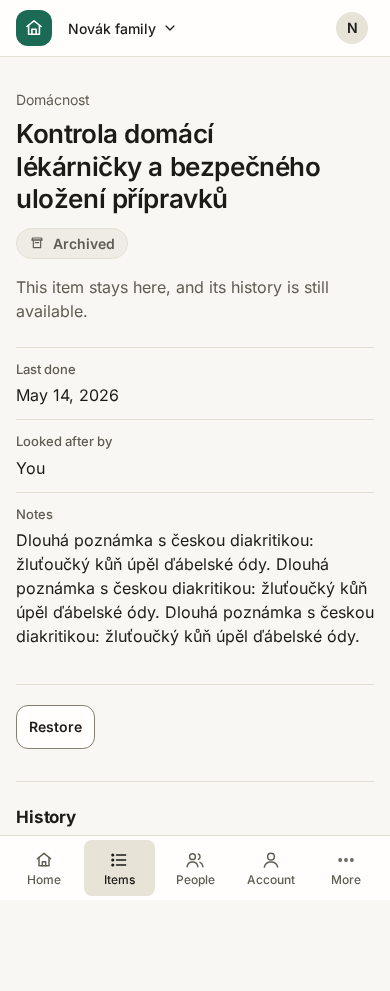 Novák family
N
Domácnost
Kontrola domácí
lékárničky a bezpečného
uložení přípravků
Archived
This item stays here, and its history is still
available.
Last done
May 14, 2026
Looked after by
You
Notes
Dlouhá poznámka s českou diakritikou:
žluťoučký kůň úpěl ďábelské ódy. Dlouhá
poznámka s českou diakritikou: žluťoučký kůň
úpěl ďábelské ódy. Dlouhá poznámka s českou
diakritikou: žluťoučký kůň úpěl ďábelské ódy.
Restore
History
Home
Items
People
Account
More